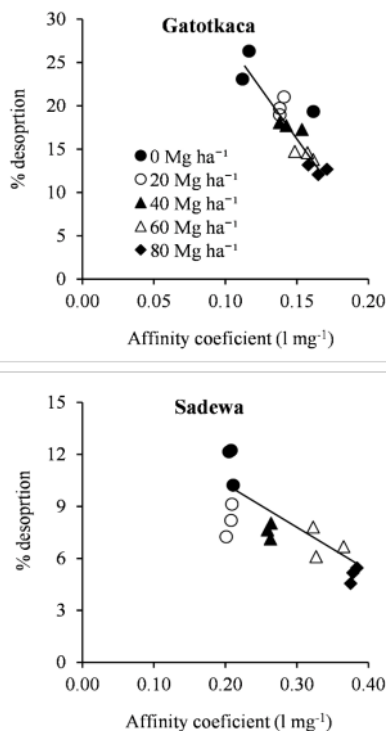 Gatotkaca
30
25
20
15
10
5
0
% desoprtion
0 Mg ha⁻¹
20 Mg ha⁻¹
40 Mg ha⁻¹
60 Mg ha⁻¹
80 Mg ha⁻¹
0.00 0.05 0.10 0.15 0.20
Affinity coeficient (l mg⁻¹)
Sadewa
15
12
9
6
3
0
% desoprtion
0.00 0.10 0.20 0.30 0.40
Affinity coeficient (l mg⁻¹)